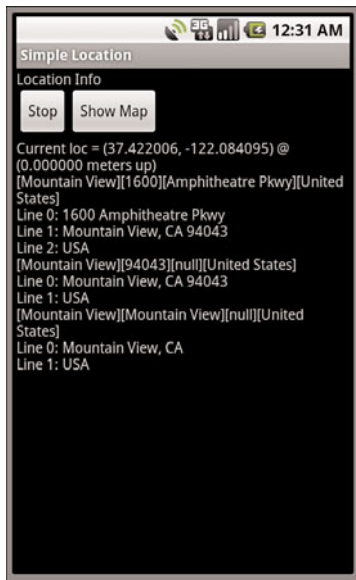 3G 12:31 AM
Simple Location
Location Info
Stop Show Map
Current loc = (37.422006, -122.084095) @
(0.000000 meters up)
[Mountain View][1600][Amphitheatre Pkwy][United
States]
Line 0: 1600 Amphitheatre Pkwy
Line 1: Mountain View, CA 94043
Line 2: USA
[Mountain View][94043][null][United States]
Line 0: Mountain View, CA 94043
Line 1: USA
[Mountain View][Mountain View][null][United
States]
Line 0: Mountain View, CA
Line 1: USA